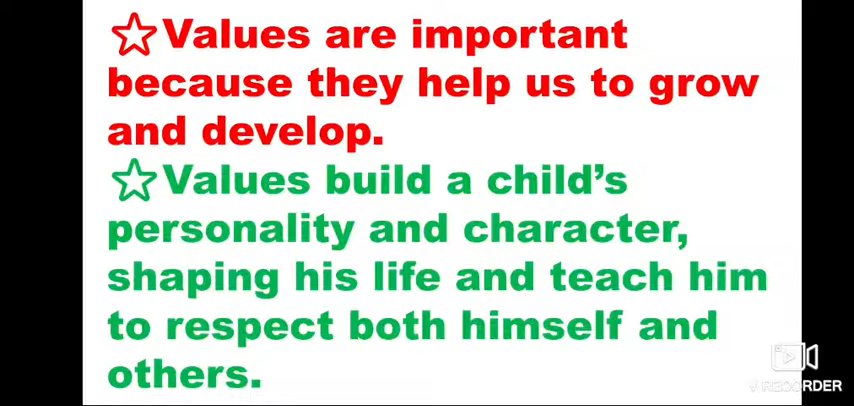 ☆Values are important
because they help us to grow
and develop.
☆Values build a child’s
personality and character,
shaping his life and teach him
to respect both himself and
others.
V RECORDER